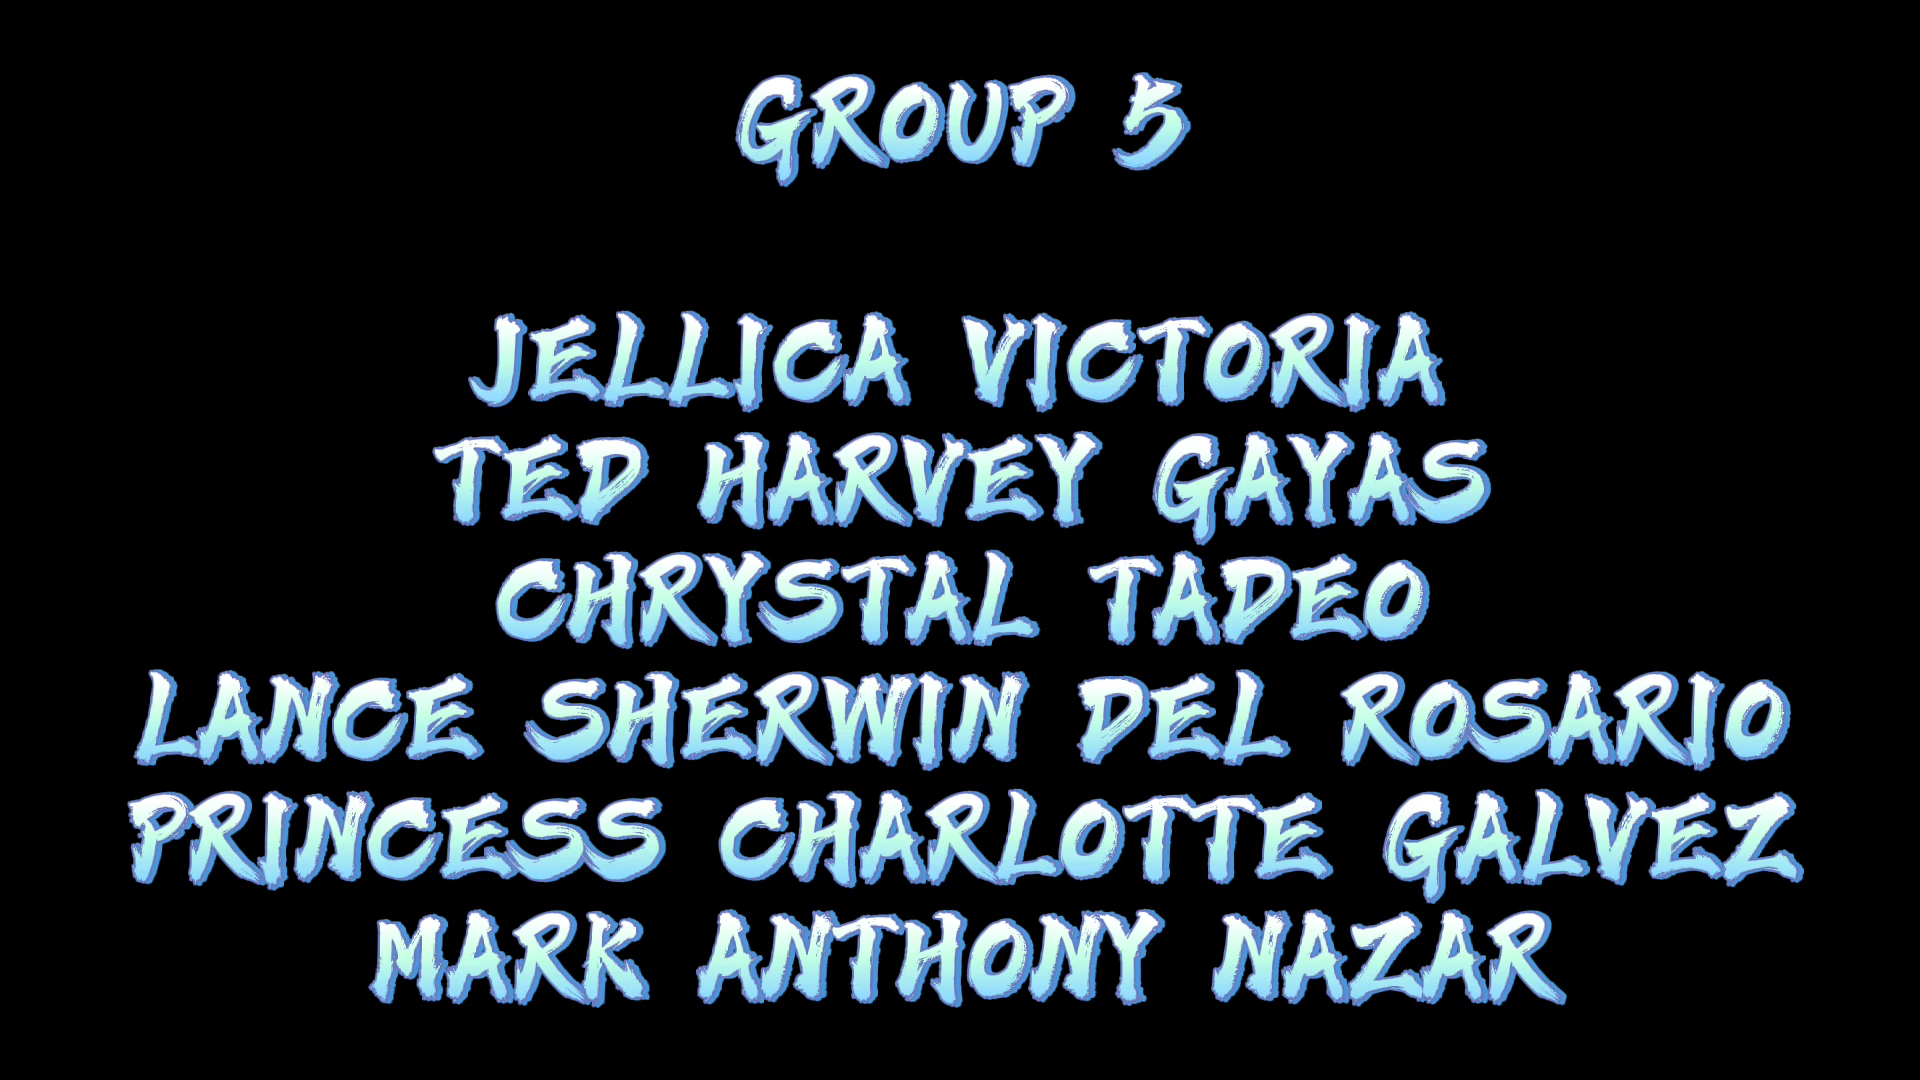 GROUP 5
JELLICA VICTORIA
TED HARVEY GAYAS
CHRYSTAL TADEO
LANCE SHERWIN DEL ROSARIO
PRINCESS CHARLOTTE GALVEZ
MARK ANTHONY NAZAR